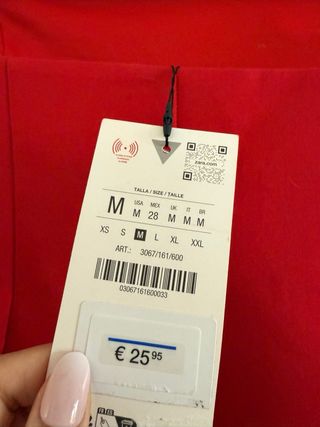 zara.com
TALLA / SIZE / TAILLE
M USA M MEX 28 UK M IT M BR M
XS S M L XL XXL
ART.: 3067/161/600
03067161600033
€ 25 95